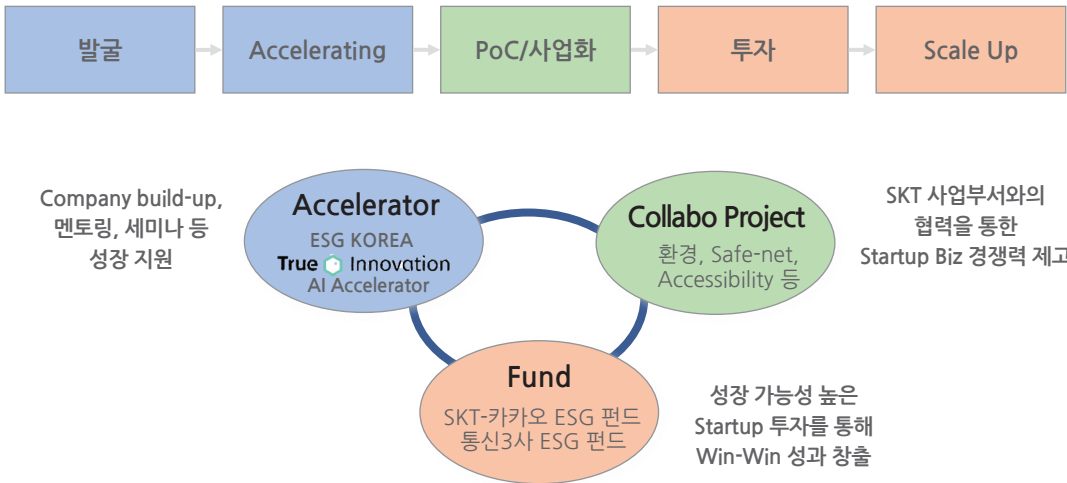 발굴
Accelerating
PoC/사업화
투자
Scale Up
Company build-up,
멘토링, 세미나 등
성장 지원
Accelerator
ESG KOREA
True Innovation
AI Accelerator
Collabo Project
환경, Safe-net,
Accessibility 등
SKT 사업부서와의
협력을 통한
Startup Biz 경쟁력 제고
Fund
SKT-카카오 ESG 펀드
통신3사 ESG 펀드
성장 가능성 높은
Startup 투자를 통해
Win-Win 성과 창출